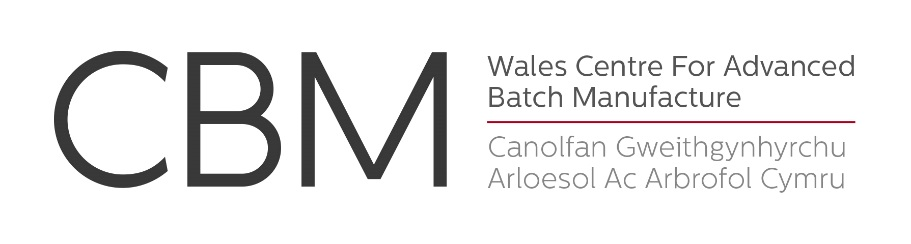 CBM
Wales Centre For Advanced
Batch Manufacture
Canolfan Gweithgynhyrchu
Arloesol Ac Arbrofol Cymru